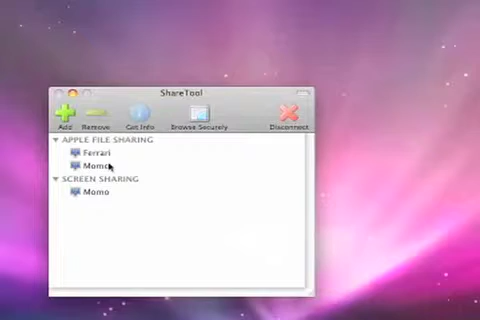 ShareTool
Add Remove Get Info Browse Securely Disconnect
APPLE FILE SHARING
Ferrari
Momo
SCREEN SHARING
Momo